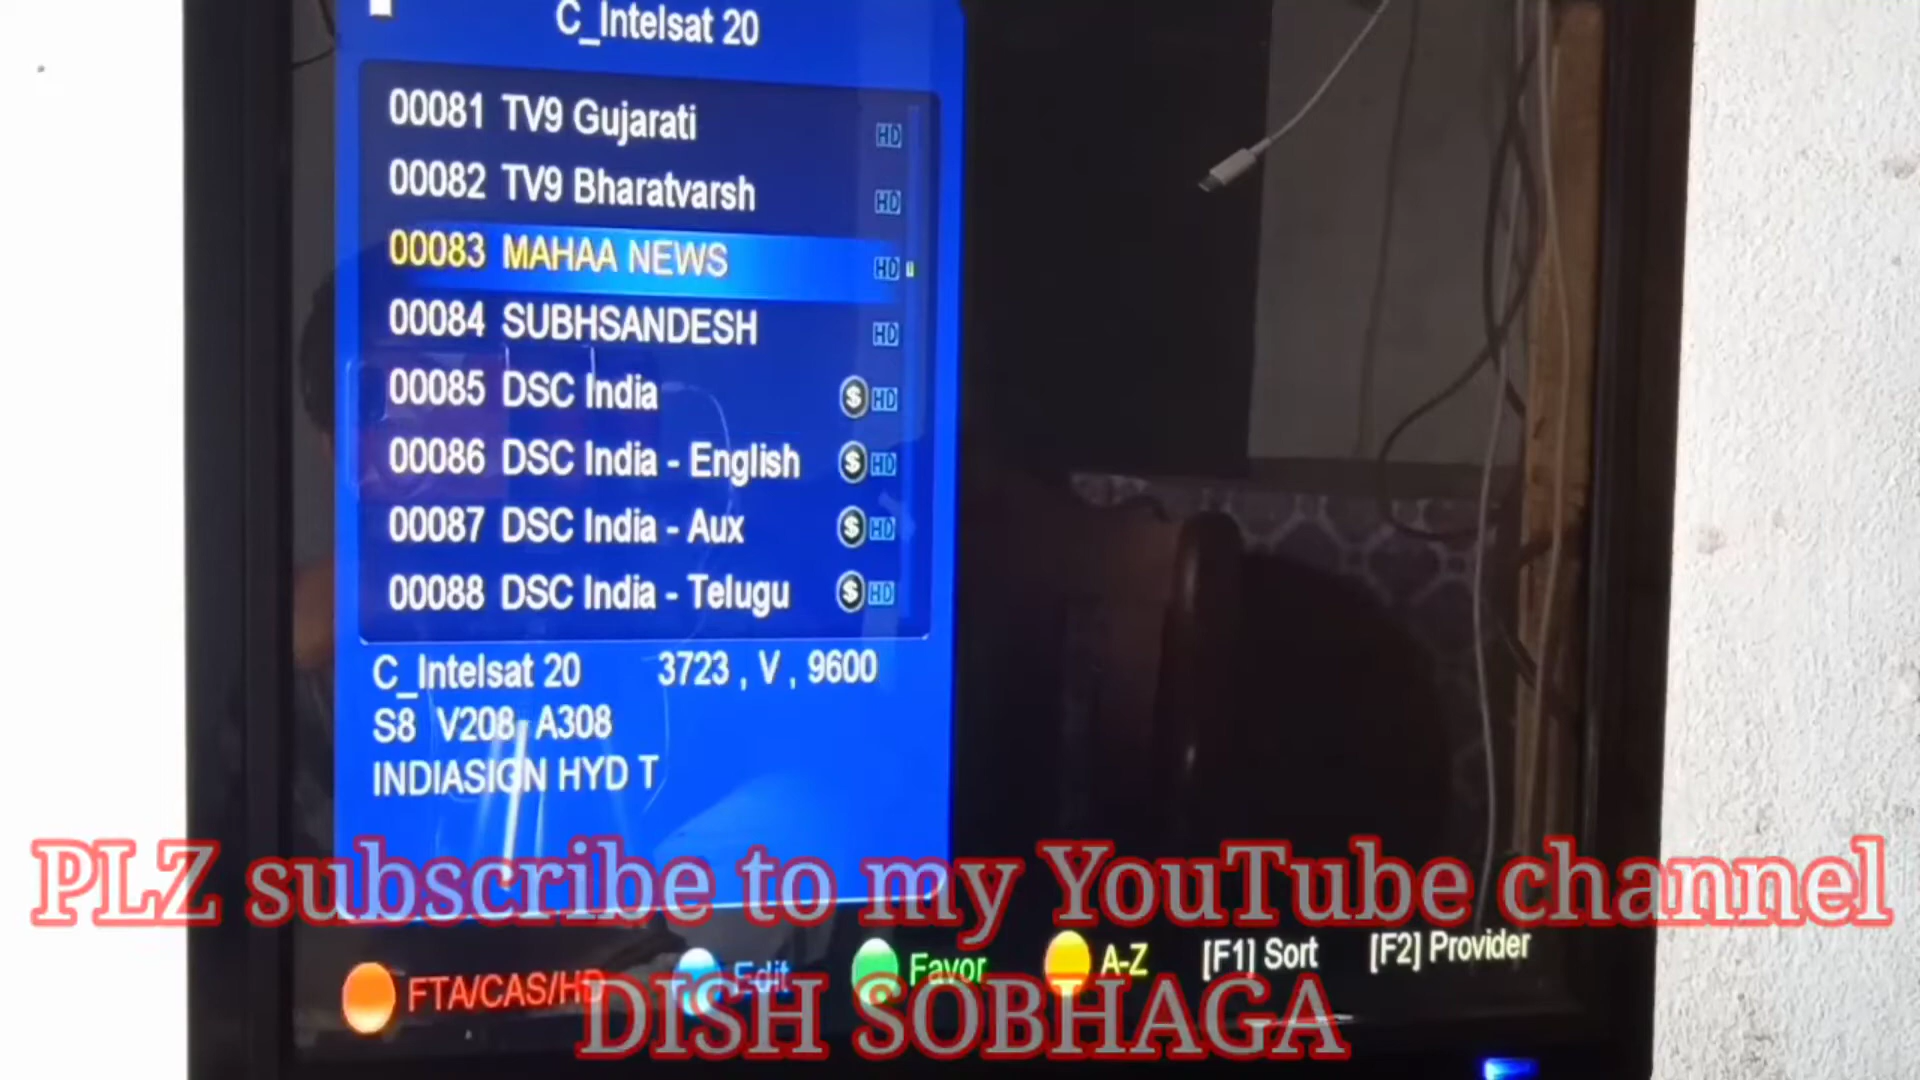 C_Intelsat 20
00081 TV9 Gujarati HD
00082 TV9 Bharatvarsh HD
00083 MAHAA NEWS HD
00084 SUBHSANDESH HD
00085 DSC India $ HD
00086 DSC India - English $ HD
00087 DSC India - Aux $ HD
00088 DSC India - Telugu $ HD
C_Intelsat 20 3723 , V , 9600
S8 V208 A308
INDIASIGN HYD T
PLZ subscribe to my YouTube channel
FTA/CAS/HD Edit Favor A-Z [F1] Sort [F2] Provider
DISH SOBHAGA